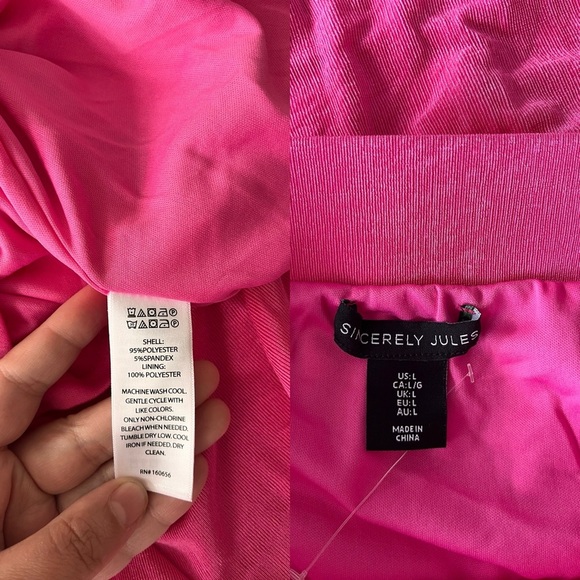 SHELL:
95%POLYESTER
5%SPANDEX
LINING:
100% POLYESTER
MACHINE WASH COOL.
GENTLE CYCLE WITH
LIKE COLORS.
ONLY NON-CHLORINE
BLEACH WHEN NEEDED.
TUMBLE DRY LOW. COOL
IRON IF NEEDED. DRY
CLEAN.
RN# 160656
SINCERELY JULES
US: L
CA: L/G
UK: L
EU: L
AU: L
MADE IN
CHINA